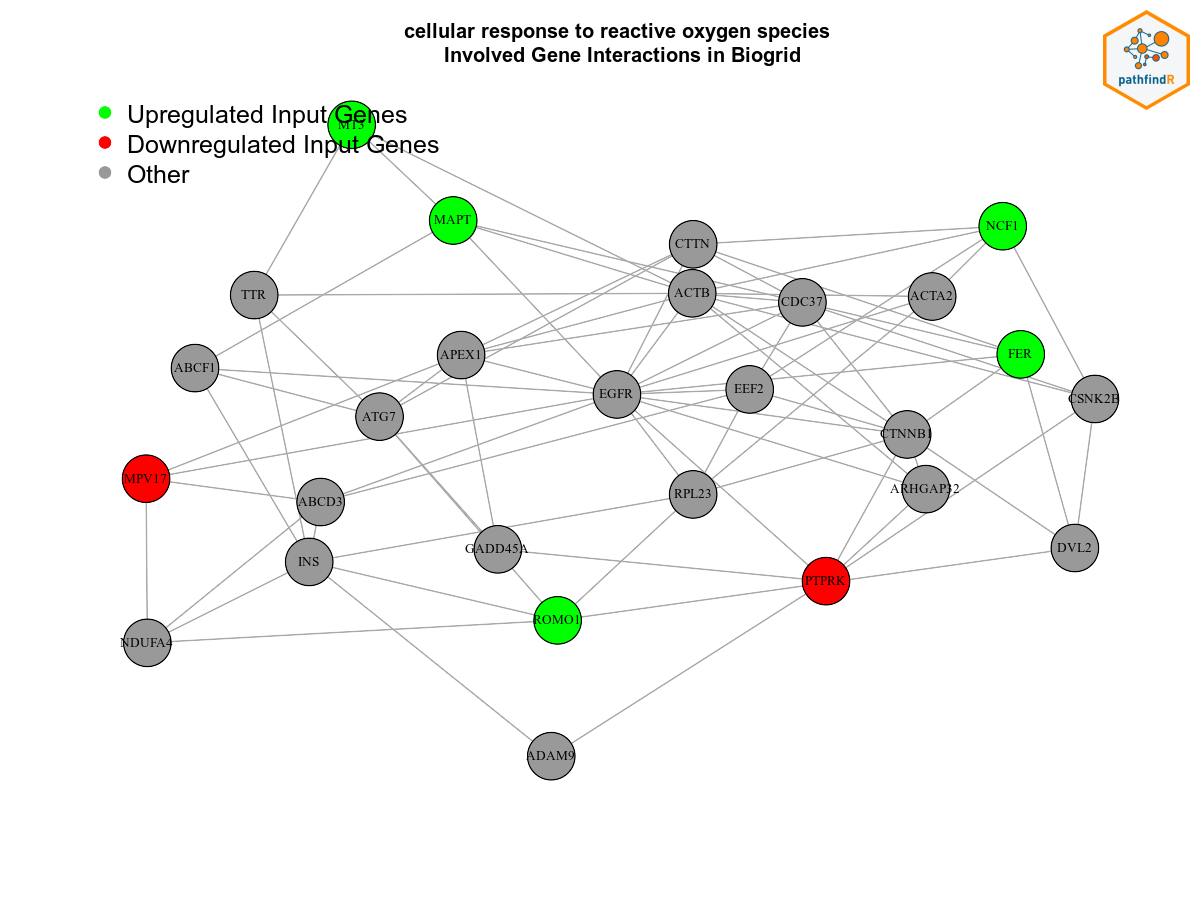 cellular response to reactive oxygen species
Involved Gene Interactions in Biogrid
pathfindR
Upregulated Input Genes
MT3
Downregulated Input Genes
Other
MAPT
NCF1
CTTN
TTR
ACTB
CDC37
ACTA2
APEX1
FER
ABCF1
EGFR
EEF2
CSNK2B
ATG7
CTNNB1
MPV17
ABCD3
RPL23
ARHGAP32
GADD45A
DVL2
INS
PTPRK
ROMO1
NDUFA4
ADAM9